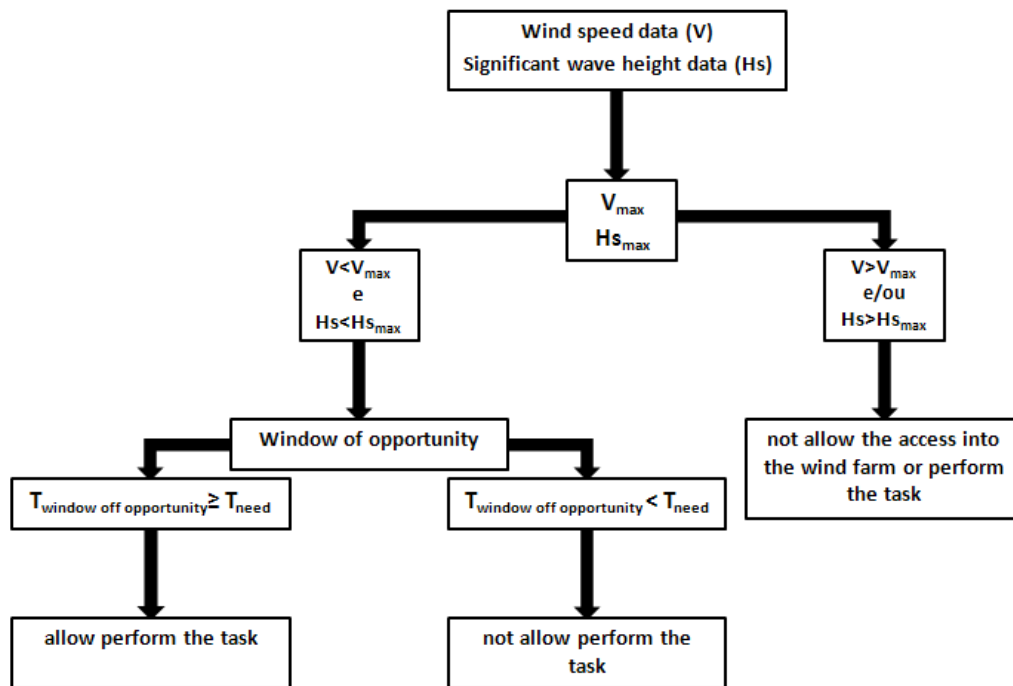 Wind speed data (V)
Significant wave height data (Hs)
Vmax
Hsmax
V<Vmax
e
Hs<Hsmax
V>Vmax
e/ou
Hs>Hsmax
Window of opportunity
not allow the access into
the wind farm or perform
the task
Twindow off opportunity≥ Tneed
Twindow off opportunity < Tneed
allow perform the task
not allow perform the
task